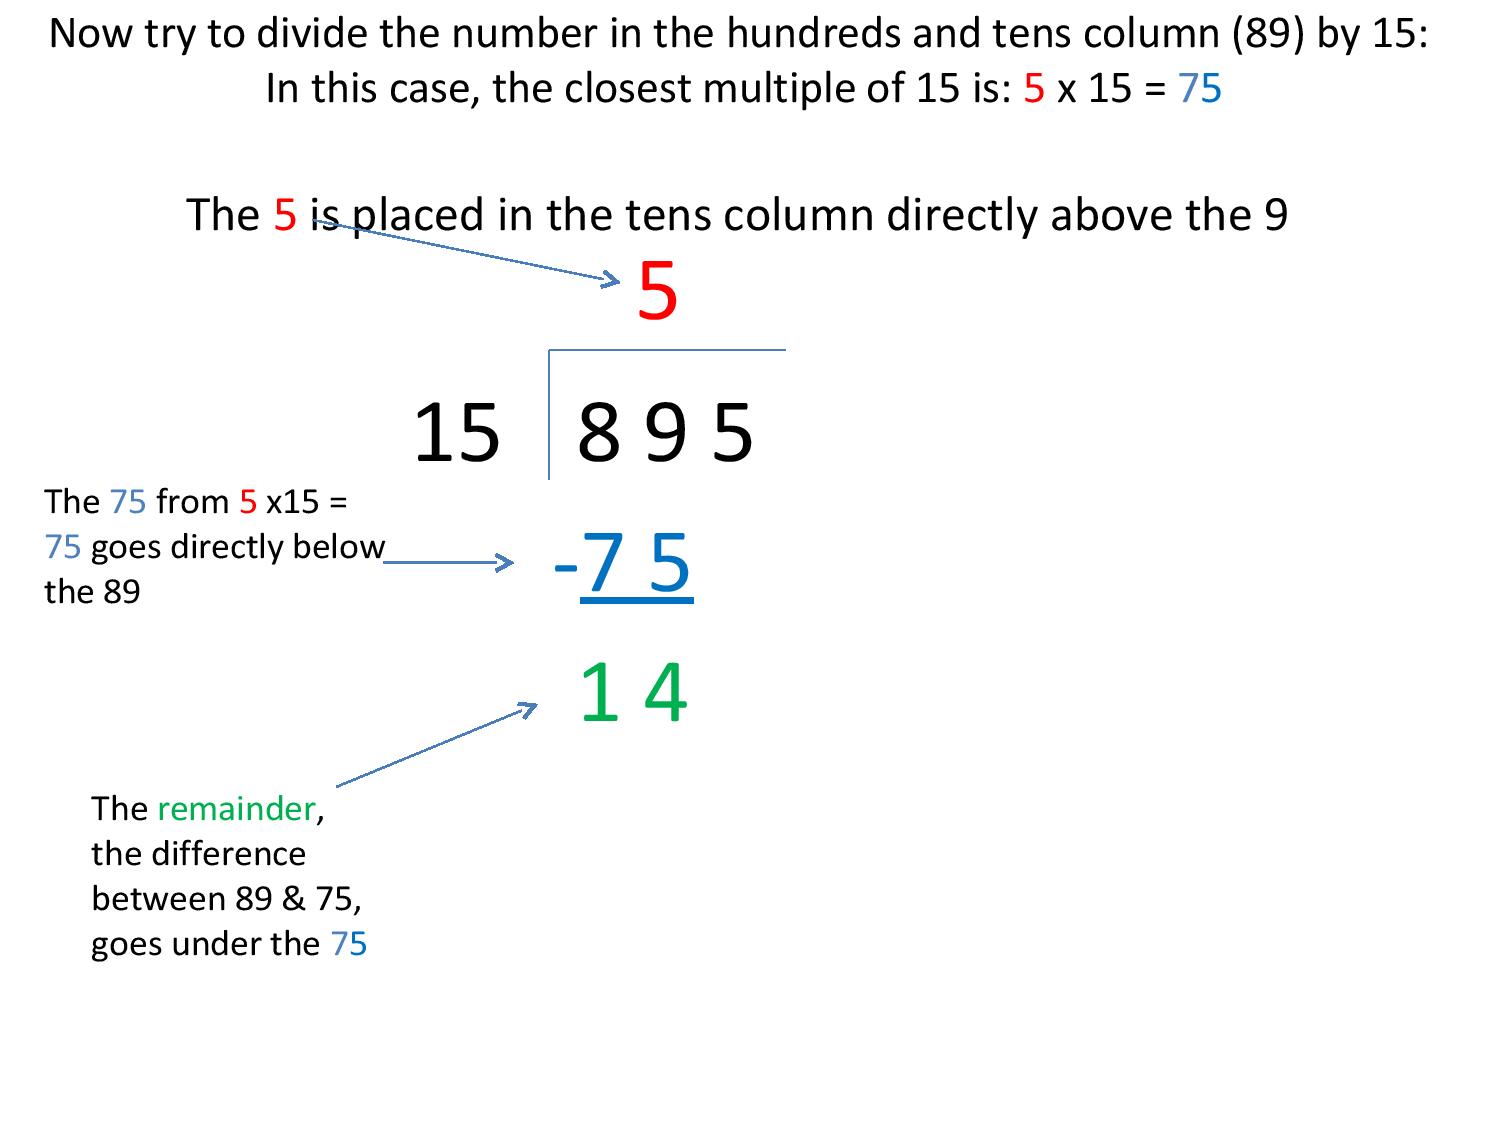 Now try to divide the number in the hundreds and tens column (89) by 15:
In this case, the closest multiple of 15 is: 5 x 15 = 75
The 5 is placed in the tens column directly above the 9
5
15 8 9 5
The 75 from 5 x15 =
75 goes directly below
the 89
-7 5
1 4
The remainder,
the difference
between 89 & 75,
goes under the 75